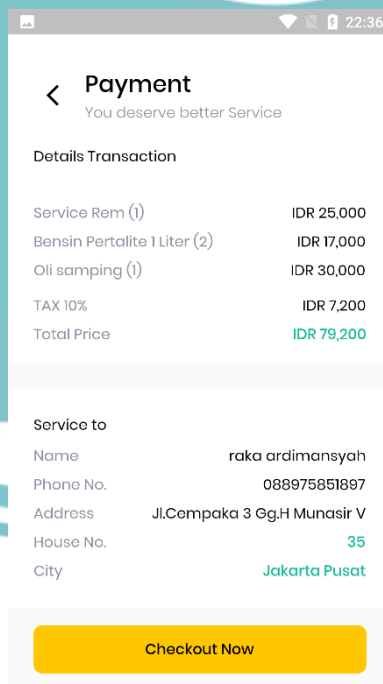 22:36
Payment
You deserve better Service
Details Transaction
Service Rem (1) IDR 25,000
Bensin Pertalite 1 Liter (2) IDR 17,000
Oli samping (1) IDR 30,000
TAX 10% IDR 7,200
Total Price IDR 79,200
Service to
Name raka ardimansyah
Phone No. 088975851897
Address Jl.Cempaka 3 Gg.H Munasir V
House No. 35
City Jakarta Pusat
Checkout Now